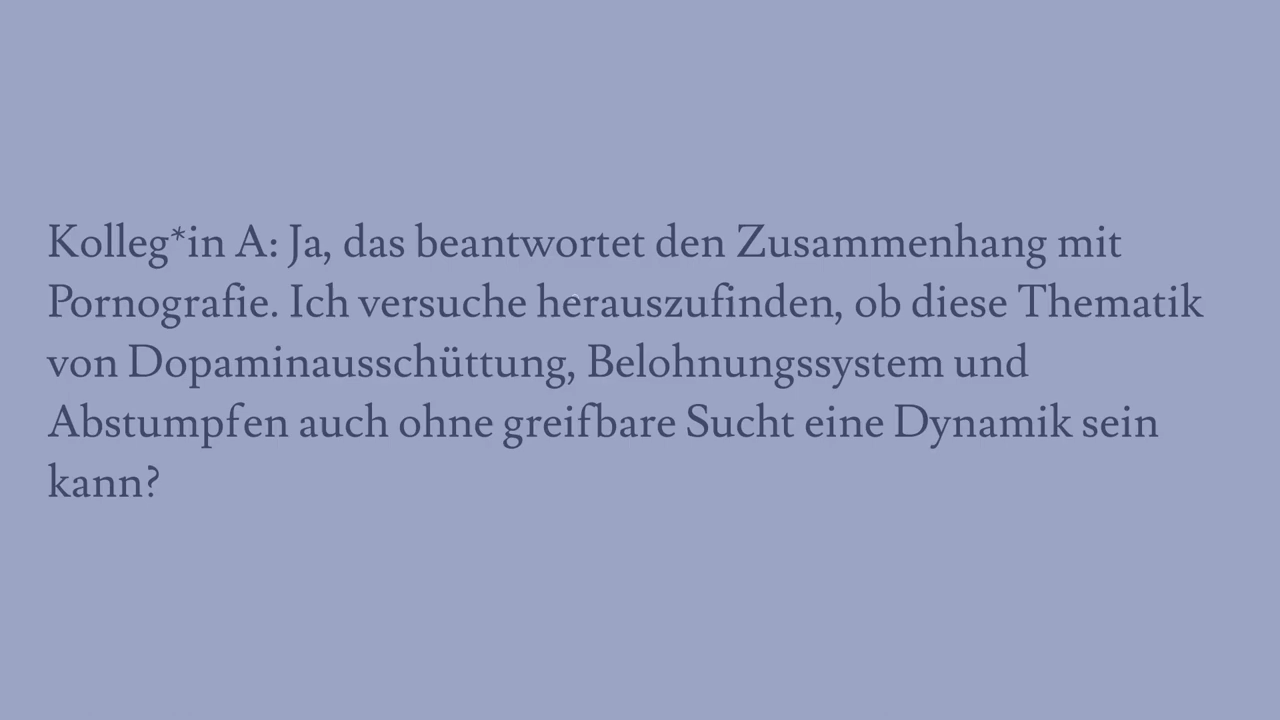 Kolleg*in A: Ja, das beantwortet den Zusammenhang mit
Pornografie. Ich versuche herauszufinden, ob diese Thematik
von Dopaminausschüttung, Belohnungssystem und
Abstumpfen auch ohne greifbare Sucht eine Dynamik sein
kann?